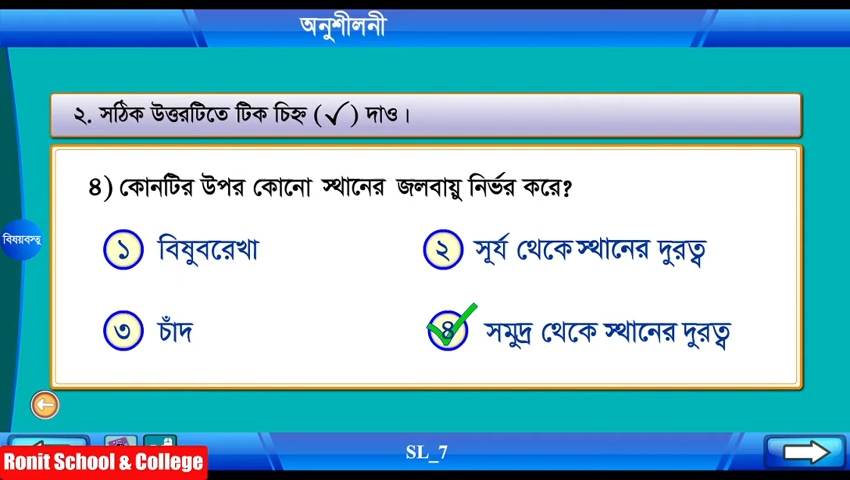 অনুশীলনী
২. সঠিক উত্তরটিতে টিক চিহ্ন (✓) দাও।
৪) কোনটির উপর কোনো স্থানের জলবায়ু নির্ভর করে?
১ বিষুবরেখা
২ সূর্য থেকে স্থানের দুরত্ব
৩ চাঁদ
৪ সমুদ্র থেকে স্থানের দুরত্ব
বিষয়বস্তু
SL_7
Ronit School & College